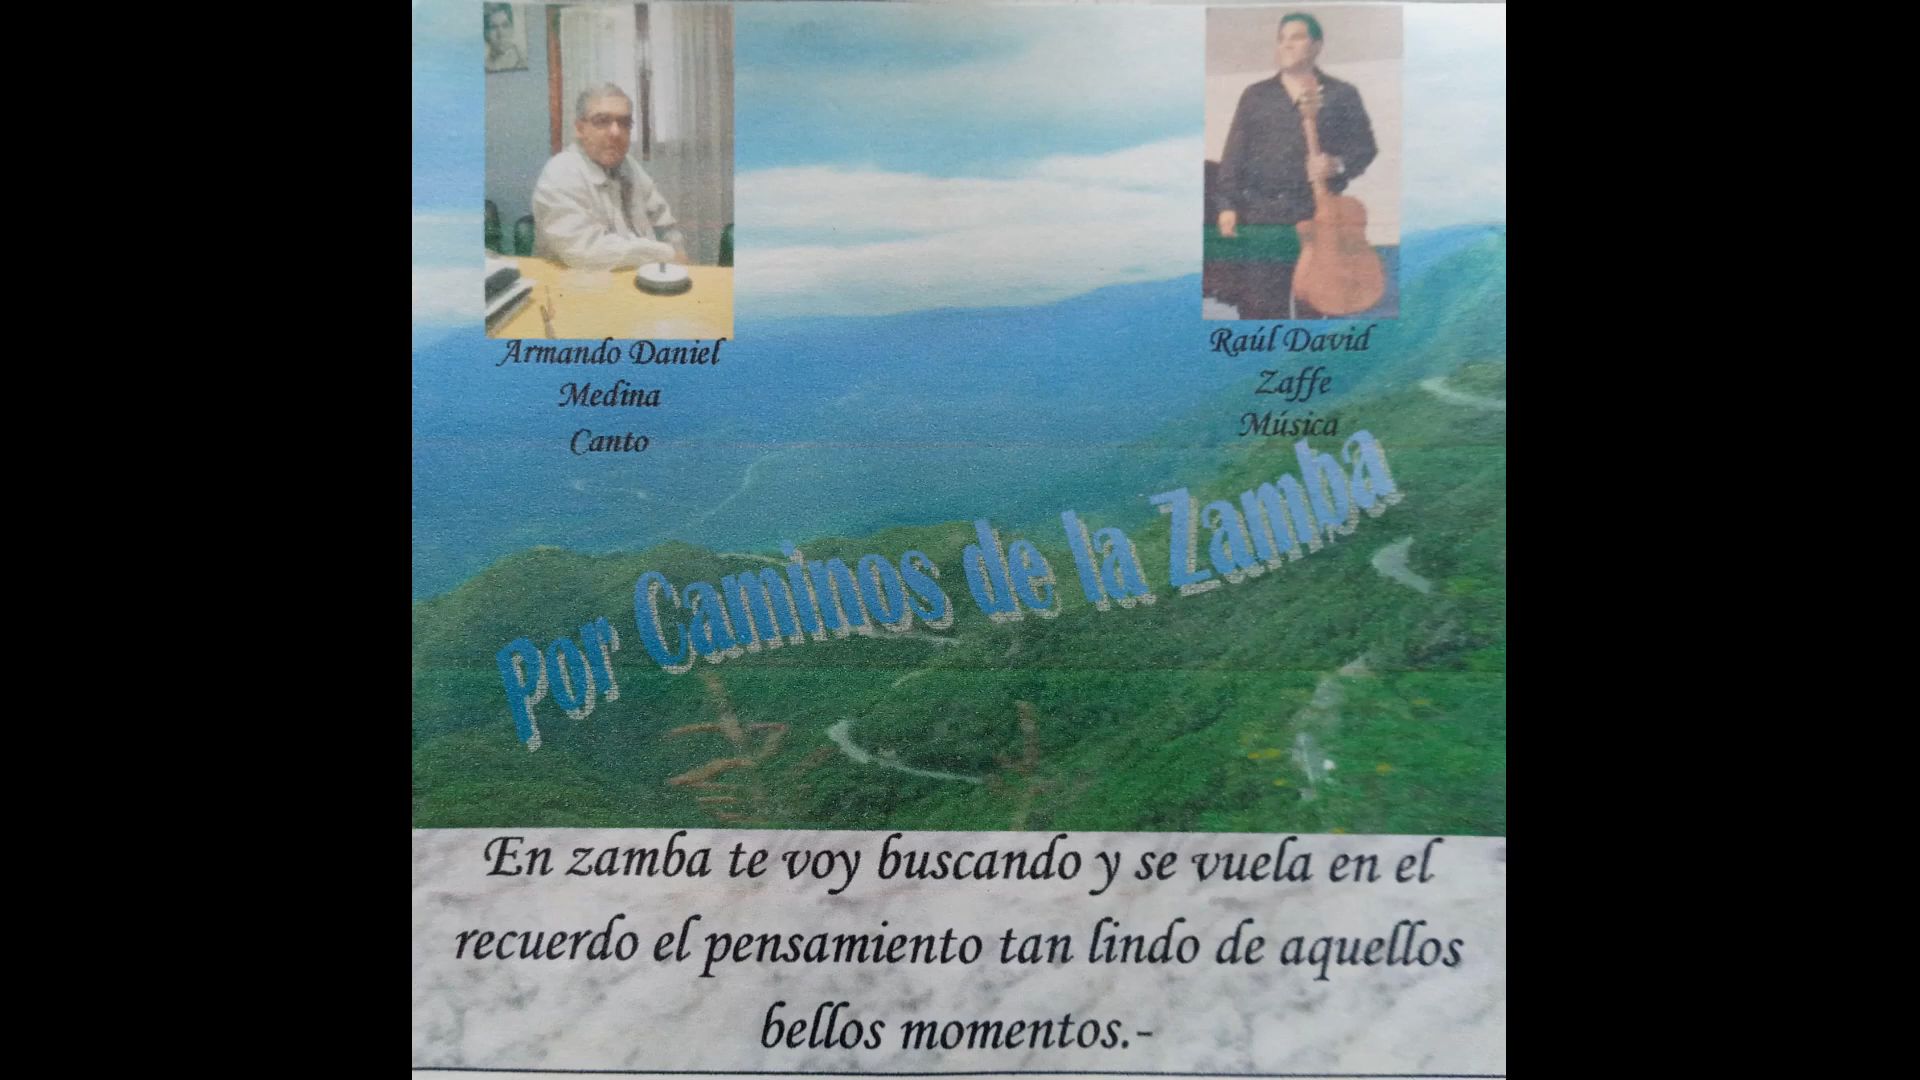 Armando Daniel
Medina
Canto
Raúl David
Zaffe
Música
Por Caminos de la Zamba
En zamba te voy buscando y se vuela en el
recuerdo el pensamiento tan lindo de aquellos
bellos momentos.-